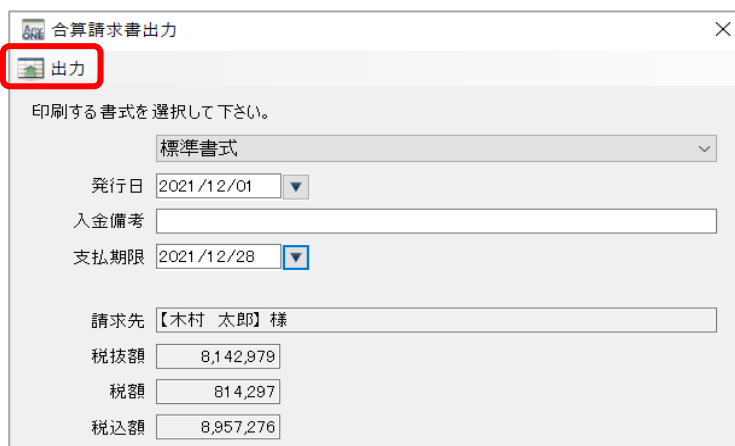 Any ONE 合算請求書出力
出力
印刷する書式を選択して下さい。
標準書式
発行日 2021/12/01
入金備考
支払期限 2021/12/28
請求先 【木村 太郎】様
税抜額 8,142,979
税額 814,297
税込額 8,957,276